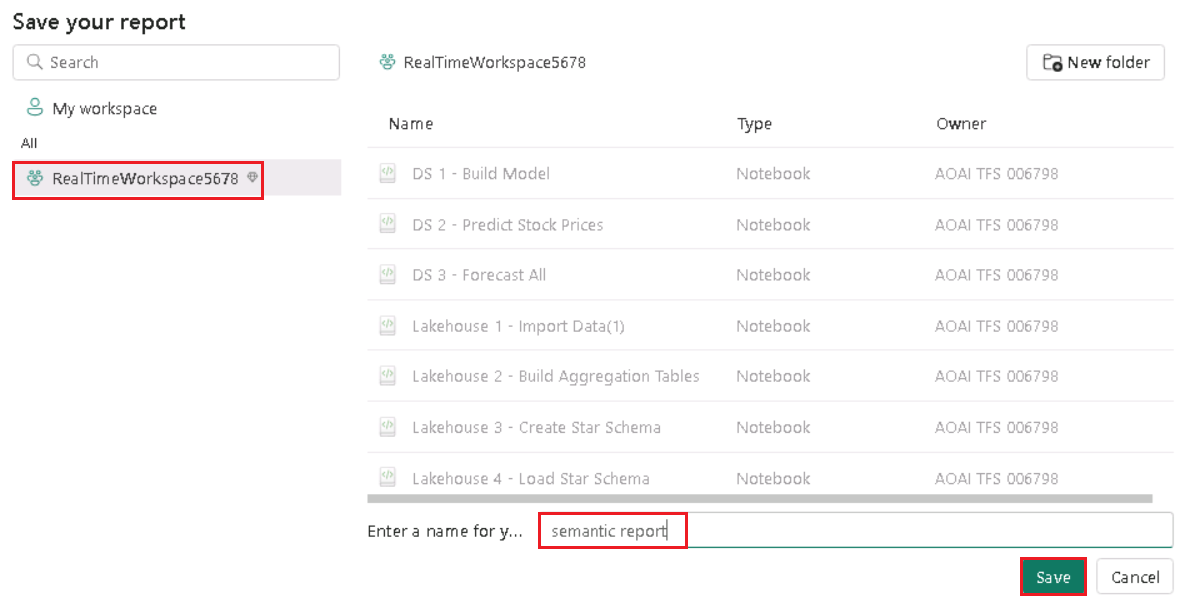 Save your report
Search
My workspace
All
RealTimeWorkspace5678
RealTimeWorkspace5678
New folder
Name Type Owner
DS 1 - Build Model Notebook AOAI TFS 006798
DS 2 - Predict Stock Prices Notebook AOAI TFS 006798
DS 3 - Forecast All Notebook AOAI TFS 006798
Lakehouse 1 - Import Data(1) Notebook AOAI TFS 006798
Lakehouse 2 - Build Aggregation Tables Notebook AOAI TFS 006798
Lakehouse 3 - Create Star Schema Notebook AOAI TFS 006798
Lakehouse 4 - Load Star Schema Notebook AOAI TFS 006798
Enter a name for y... semantic report
Save Cancel